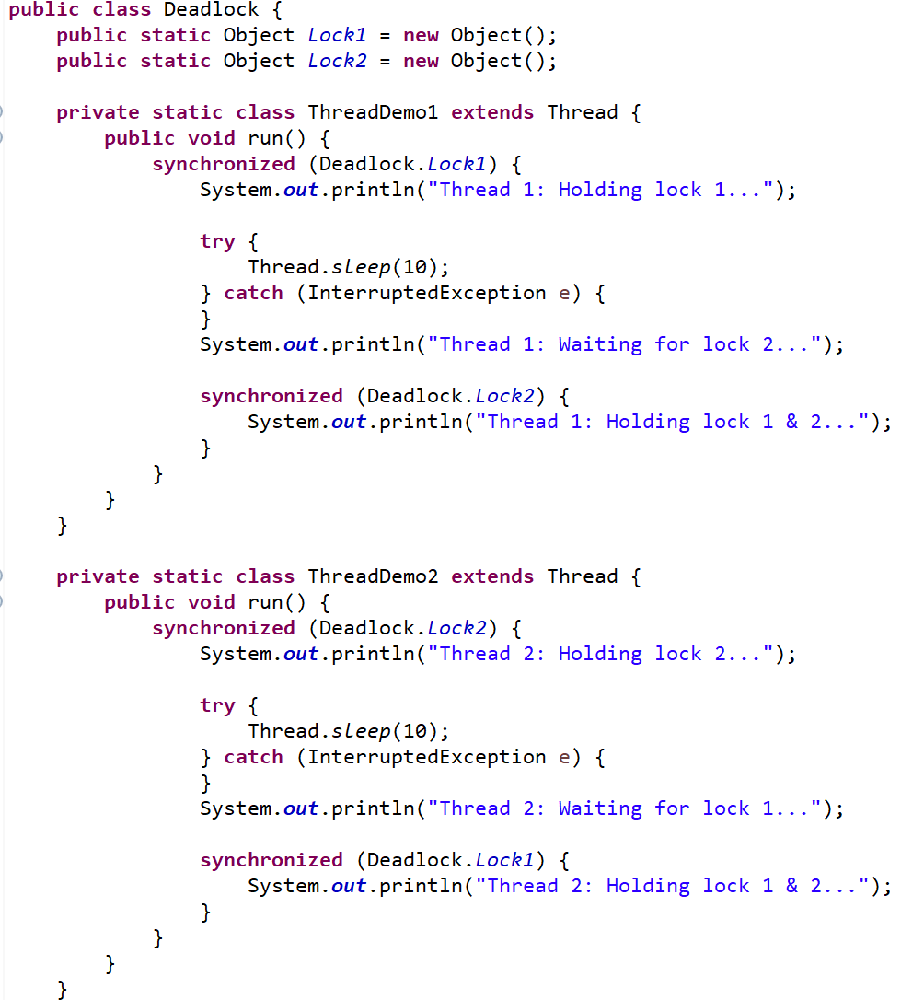 public class Deadlock {
    public static Object Lock1 = new Object();
    public static Object Lock2 = new Object();

    private static class ThreadDemo1 extends Thread {
        public void run() {
            synchronized (Deadlock.Lock1) {
                System.out.println("Thread 1: Holding lock 1...");

                try {
                    Thread.sleep(10);
                } catch (InterruptedException e) {
                }
                System.out.println("Thread 1: Waiting for lock 2...");

                synchronized (Deadlock.Lock2) {
                    System.out.println("Thread 1: Holding lock 1 & 2...");
                }
            }
        }
    }

    private static class ThreadDemo2 extends Thread {
        public void run() {
            synchronized (Deadlock.Lock2) {
                System.out.println("Thread 2: Holding lock 2...");

                try {
                    Thread.sleep(10);
                } catch (InterruptedException e) {
                }
                System.out.println("Thread 2: Waiting for lock 1...");

                synchronized (Deadlock.Lock1) {
                    System.out.println("Thread 2: Holding lock 1 & 2...");
                }
            }
        }
    }